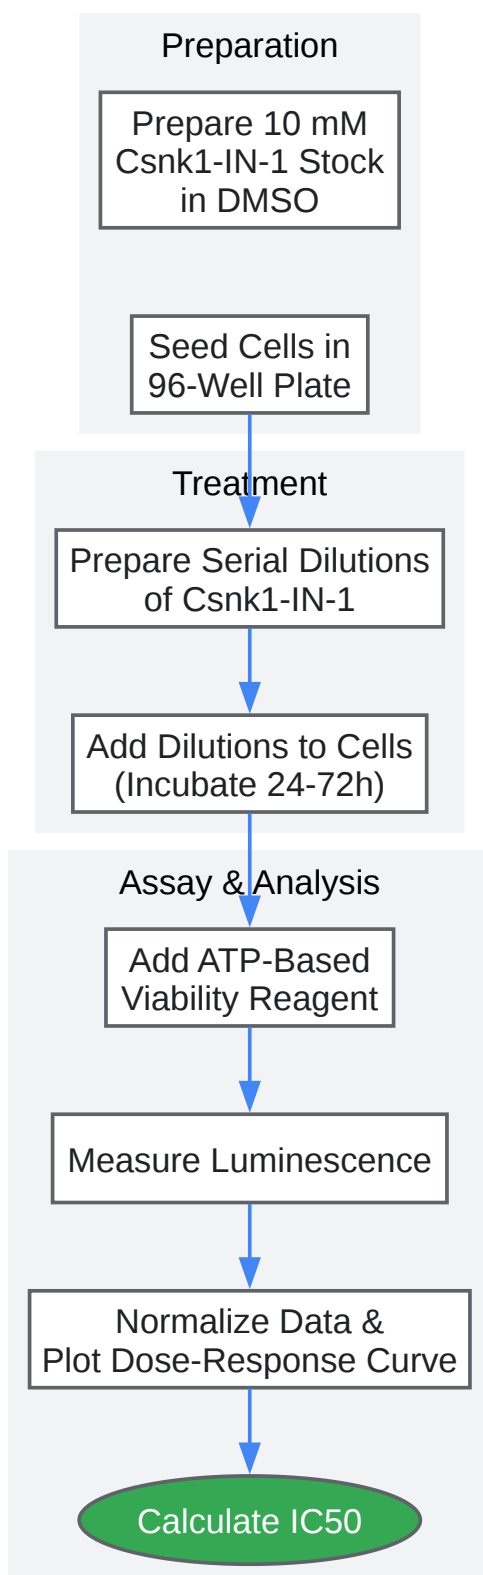 Preparation
Prepare 10 mM
Csnk1-IN-1 Stock
in DMSO
Seed Cells in
96-Well Plate
Treatment
Prepare Serial Dilutions
of Csnk1-IN-1
Add Dilutions to Cells
(Incubate 24-72h)
Assay & Analysis
Add ATP-Based
Viability Reagent
Measure Luminescence
Normalize Data &
Plot Dose-Response Curve
Calculate IC50